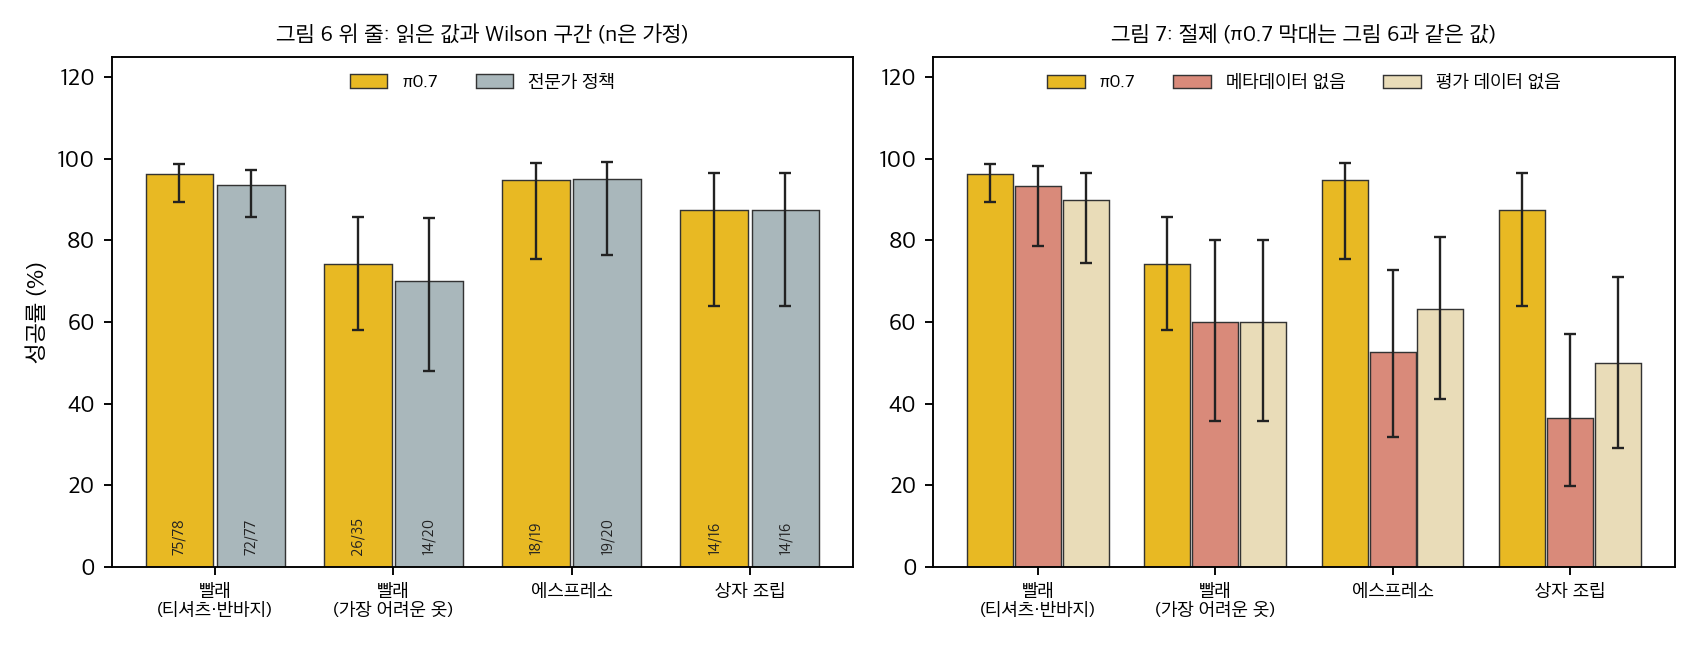 그림 6 위 줄: 읽은 값과 Wilson 구간 (n은 가정)
π0.7
전문가 정책
성공률 (%)
120
100
80
60
40
20
0
75/78
72/77
26/35
14/20
18/19
19/20
14/16
14/16
빨래
(티셔츠·반바지)
빨래
(가장 어려운 옷)
에스프레소
상자 조립
그림 7: 절제 (π0.7 막대는 그림 6과 같은 값)
π0.7
메타데이터 없음
평가 데이터 없음
120
100
80
60
40
20
0
빨래
(티셔츠·반바지)
빨래
(가장 어려운 옷)
에스프레소
상자 조립